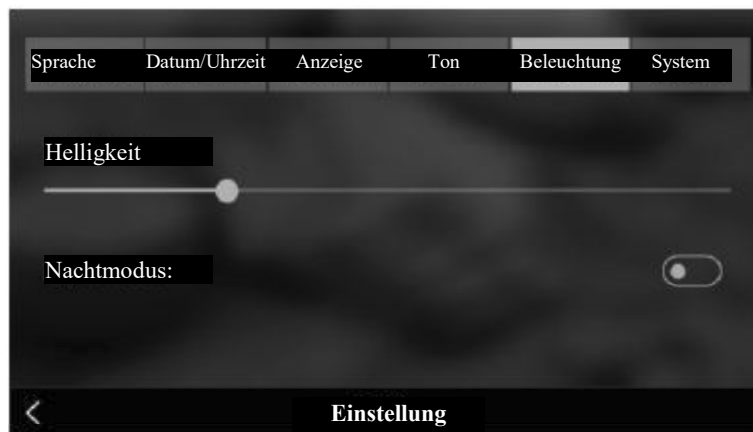 Sprache Datum/Uhrzeit Anzeige Ton Beleuchtung System
Helligkeit
Nachtmodus:
Einstellung